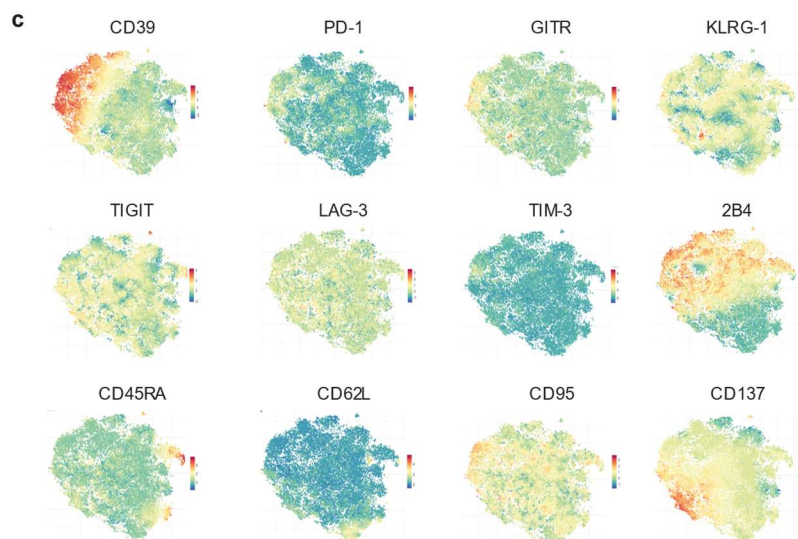 c
CD39 PD-1 GITR KLRG-1
TIGIT LAG-3 TIM-3 2B4
CD45RA CD62L CD95 CD137